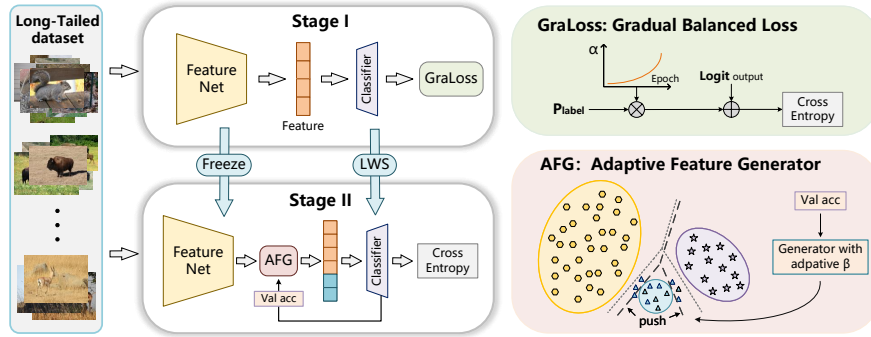 Long-Tailed
dataset
Stage I
Feature
Net
Feature
Classifier
GraLoss
Freeze
LWS
Stage II
Feature
Net
AFG
Val acc
Classifier
Cross
Entropy
GraLoss: Gradual Balanced Loss
α
Epoch
Logit output
Plabel
Cross
Entropy
AFG: Adaptive Feature Generator
Val acc
Generator with
adpative β
push